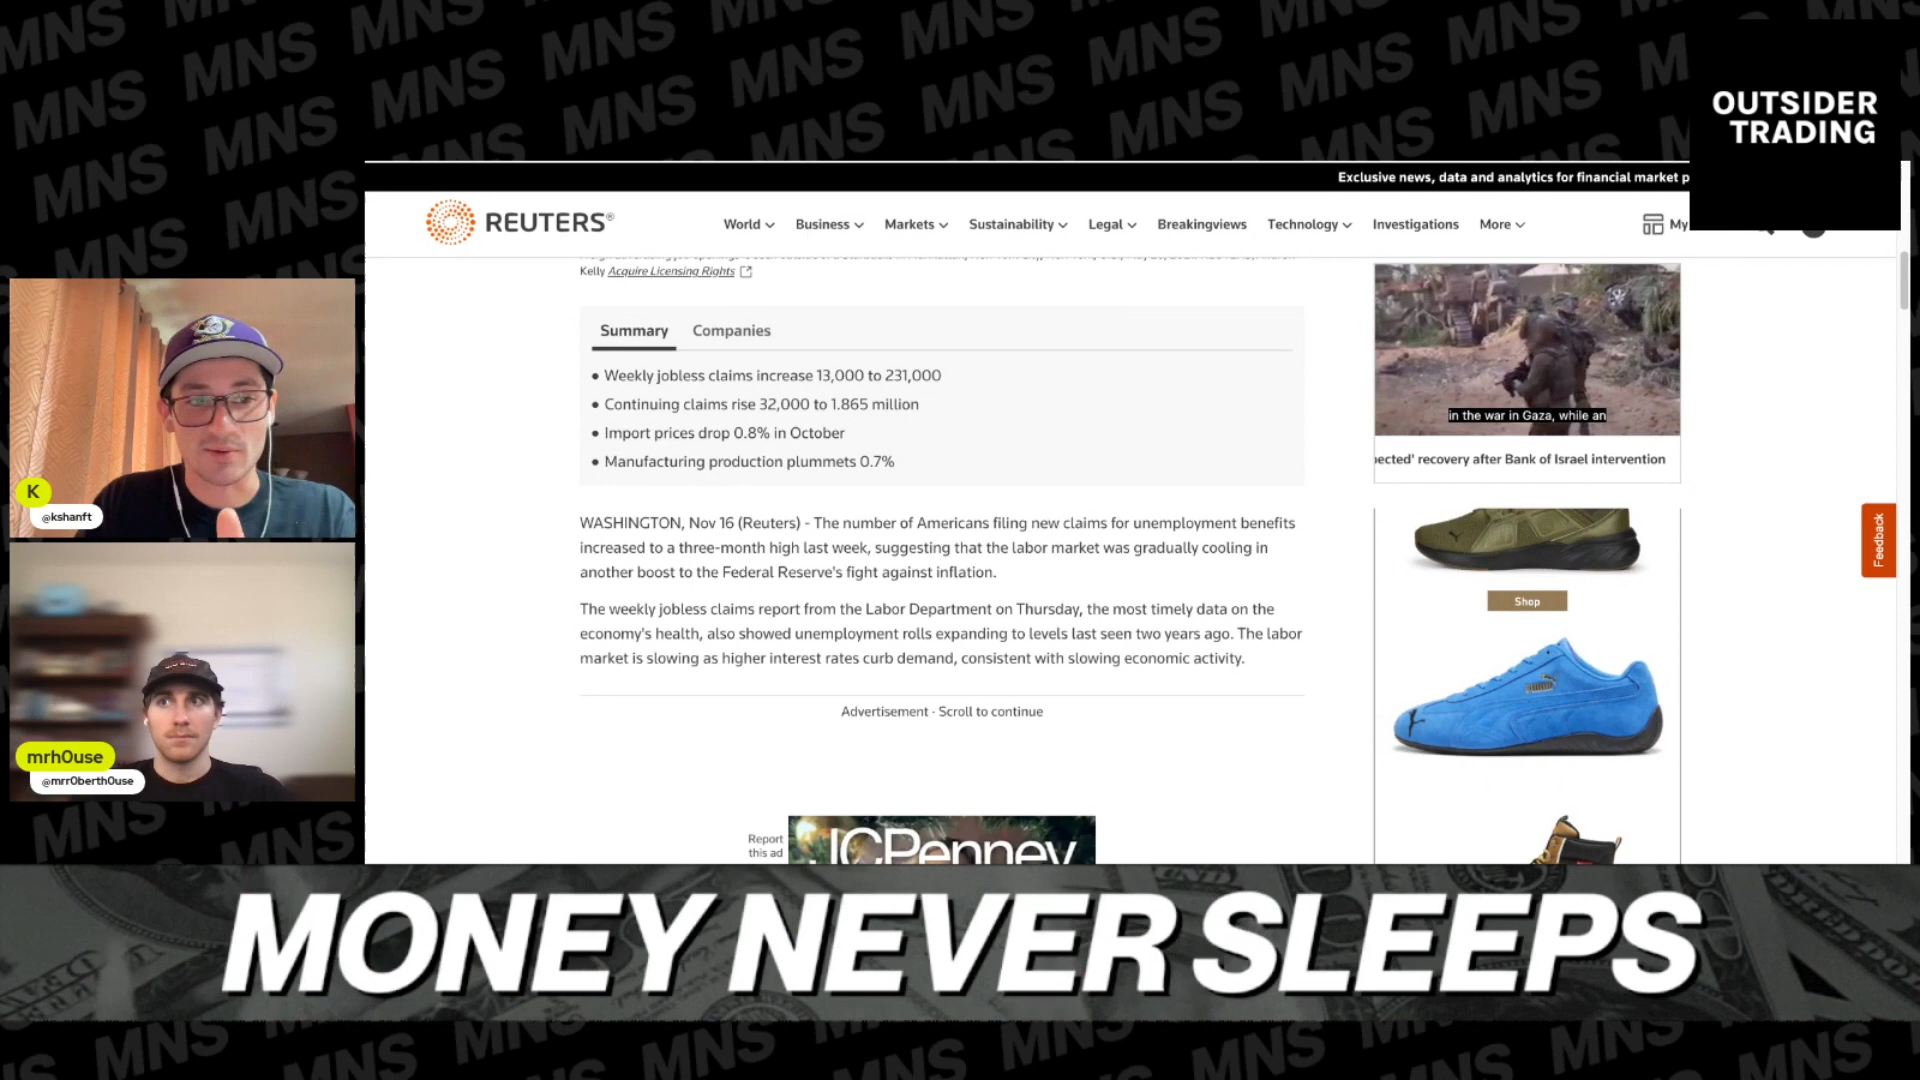 OUTSIDER
TRADING
Exclusive news, data and analytics for financial market p
REUTERS®
World
Business
Markets
Sustainability
Legal
Breakingviews
Technology
Investigations
More
My
Kelly Acquire Licensing Rights
Summary
Companies
• Weekly jobless claims increase 13,000 to 231,000
• Continuing claims rise 32,000 to 1.865 million
• Import prices drop 0.8% in October
• Manufacturing production plummets 0.7%
WASHINGTON, Nov 16 (Reuters) - The number of Americans filing new claims for unemployment benefits
increased to a three-month high last week, suggesting that the labor market was gradually cooling in
another boost to the Federal Reserve's fight against inflation.
The weekly jobless claims report from the Labor Department on Thursday, the most timely data on the
economy's health, also showed unemployment rolls expanding to levels last seen two years ago. The labor
market is slowing as higher interest rates curb demand, consistent with slowing economic activity.
Advertisement · Scroll to continue
Report
this ad
JCPenney
in the war in Gaza, while an
pected' recovery after Bank of Israel intervention
Shop
Feedback
K
@kshanft
mrh0use
@mrr0berth0use
MONEY NEVER SLEEPS
MNS